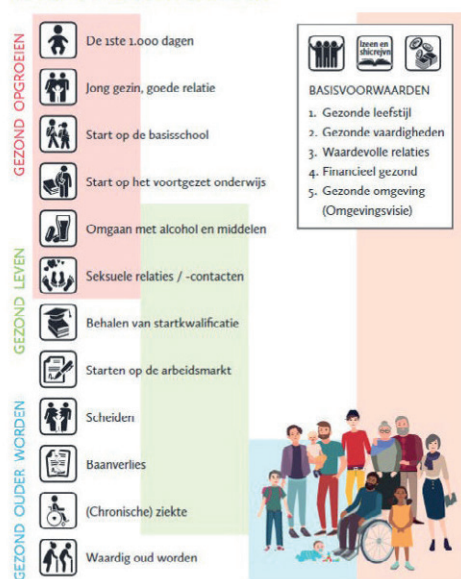 GEZOND OPGROEIEN
De 1ste 1.000 dagen
Jong gezin, goede relatie
Start op de basisschool
Start op het voortgezet onderwijs
Omgaan met alcohol en middelen
GEZOND LEVEN
Seksuele relaties / -contacten
Behalen van startkwalificatie
Starten op de arbeidsmarkt
GEZOND OUDER WORDEN
Scheiden
Baanverlies
(Chronische) ziekte
Waardig oud worden
lzeen en
shicrejvn
BASISVOORWAARDEN
1. Gezonde leefstijl
2. Gezonde vaardigheden
3. Waardevolle relaties
4. Financieel gezond
5. Gezonde omgeving
(Omgevingsvisie)